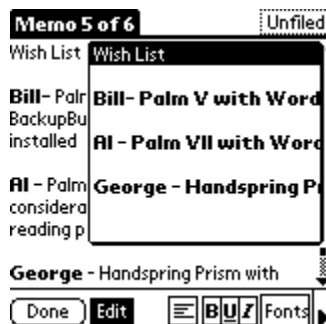 Memo 5 of 6 Unfiled
Wish List
Wish List
Bill- Palm V with Word
Al - Palm VII with Word
George - Handspring
Bill- Palr
BackupBu
installed
Al - Palm
considera
reading p
George - Handspring Prism with
Done Edit B U I Fonts